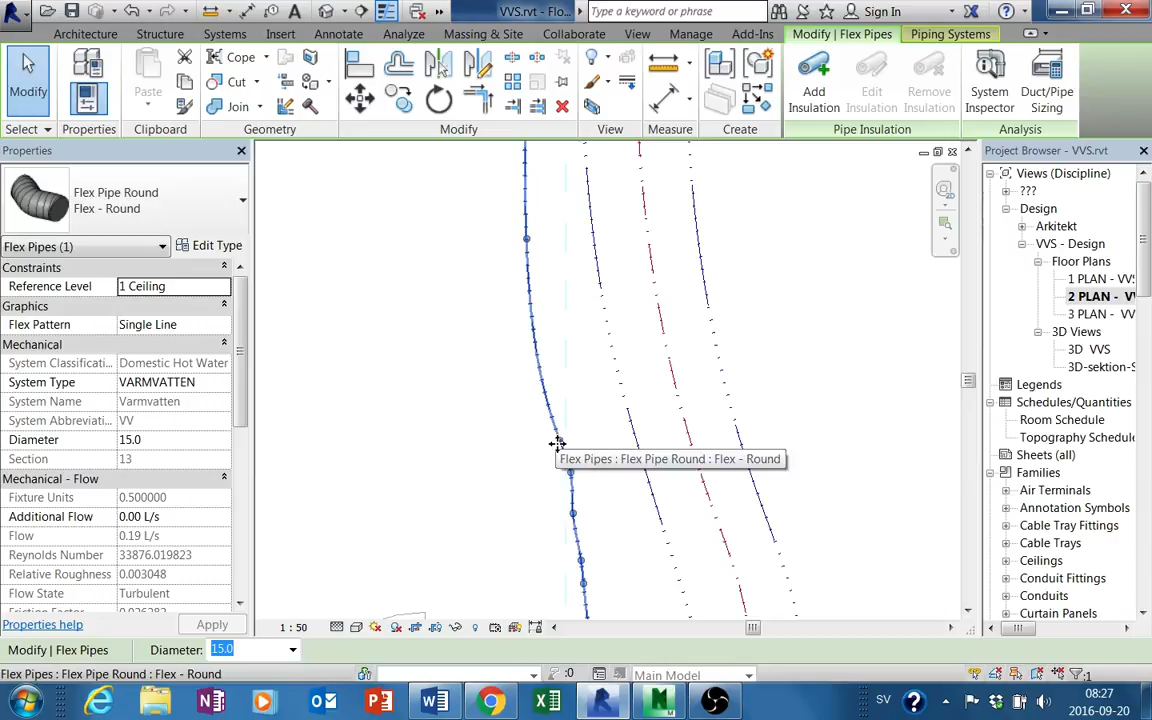 VVS.rvt - Flo...
Type a keyword or phrase
Sign In
Architecture
Structure
Systems
Insert
Annotate
Analyze
Massing & Site
Collaborate
View
Manage
Add-Ins
Modify | Flex Pipes
Piping Systems
Modify
Paste
Cope
Cut
Join
Add Insulation
Edit Insulation
Remove Insulation
System Inspector
Duct/Pipe Sizing
Select
Properties
Clipboard
Geometry
Modify
View
Measure
Create
Pipe Insulation
Analysis
Properties
Flex Pipe Round
Flex - Round
Flex Pipes (1)
Edit Type
Constraints
Reference Level 1 Ceiling
Graphics
Flex Pattern Single Line
Mechanical
System Classificati... Domestic Hot Water
System Type VARMVATTEN
System Name Varmvatten
System Abbreviati... VV
Diameter 15.0
Section 13
Mechanical - Flow
Fixture Units 0.500000
Additional Flow 0.00 L/s
Flow 0.19 L/s
Reynolds Number 33876.019823
Relative Roughness 0.003048
Flow State Turbulent
Friction Factor 0.026282
Properties help
Apply
Flex Pipes : Flex Pipe Round : Flex - Round
Project Browser - VVS.rvt
Views (Discipline)
???
Design
Arkitekt
VVS - Design
Floor Plans
1 PLAN - VVS
2 PLAN - VV
3 PLAN - VV
3D Views
3D VVS
3D-sektion-S
Legends
Schedules/Quantities
Room Schedule
Topography Schedule
Sheets (all)
Families
Air Terminals
Annotation Symbols
Cable Tray Fittings
Cable Trays
Ceilings
Conduit Fittings
Conduits
Curtain Panels
1 : 50
Modify | Flex Pipes
Diameter: 15.0
Flex Pipes : Flex Pipe Round : Flex - Round
:0
Main Model
:1
SV
08:27
2016-09-20